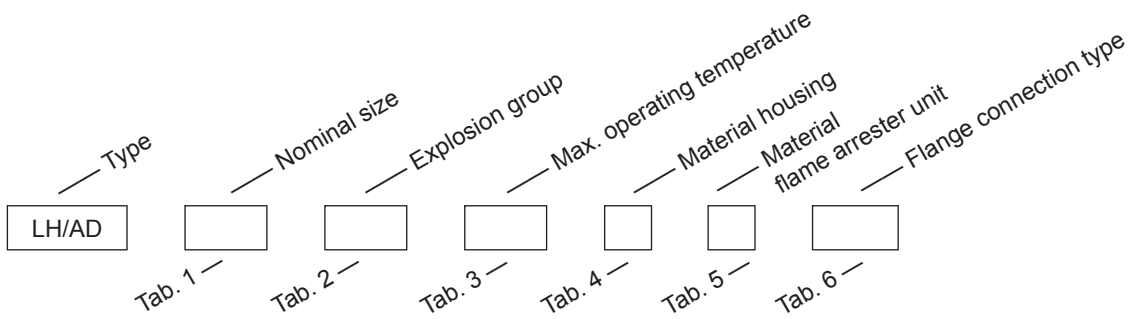 Type
Nominal size
Explosion group
Max. operating temperature
Material housing
Material
flame arrester unit
Flange connection type
LH/AD
Tab. 1
Tab. 2
Tab. 3
Tab. 4
Tab. 5
Tab. 6